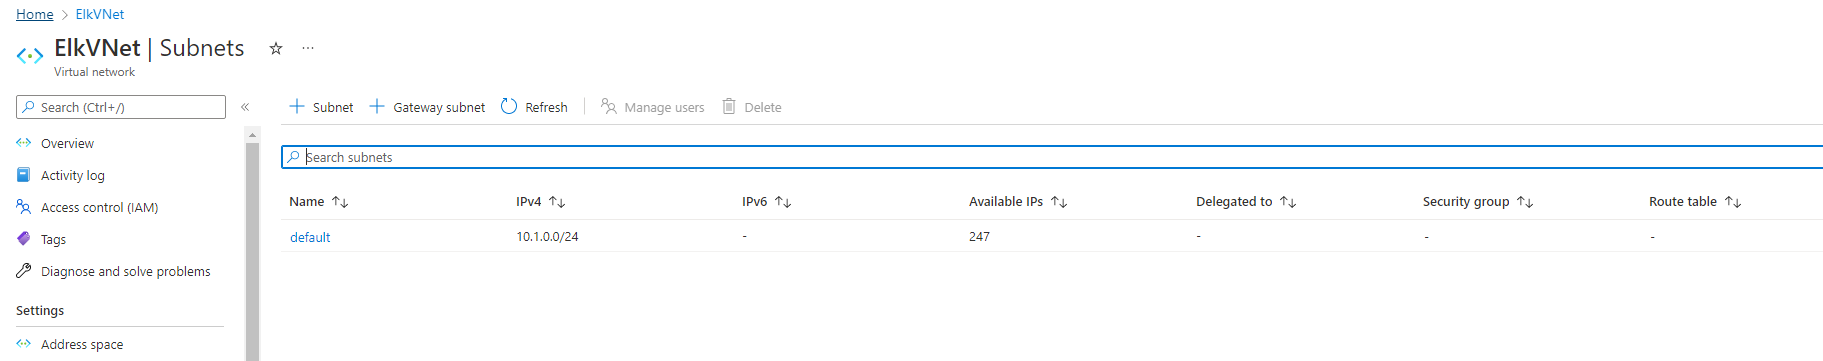 Home > ElkVNet
ElkVNet | Subnets ☆ ···
Virtual network
Search (Ctrl+/) «
Overview
Activity log
Access control (IAM)
Tags
Diagnose and solve problems
Settings
Address space
+ Subnet + Gateway subnet Refresh Manage users Delete
Search subnets
Name ↑↓ IPv4 ↑↓ IPv6 ↑↓ Available IPs ↑↓ Delegated to ↑↓ Security group ↑↓ Route table ↑↓
default 10.1.0.0/24 - 247 - - -